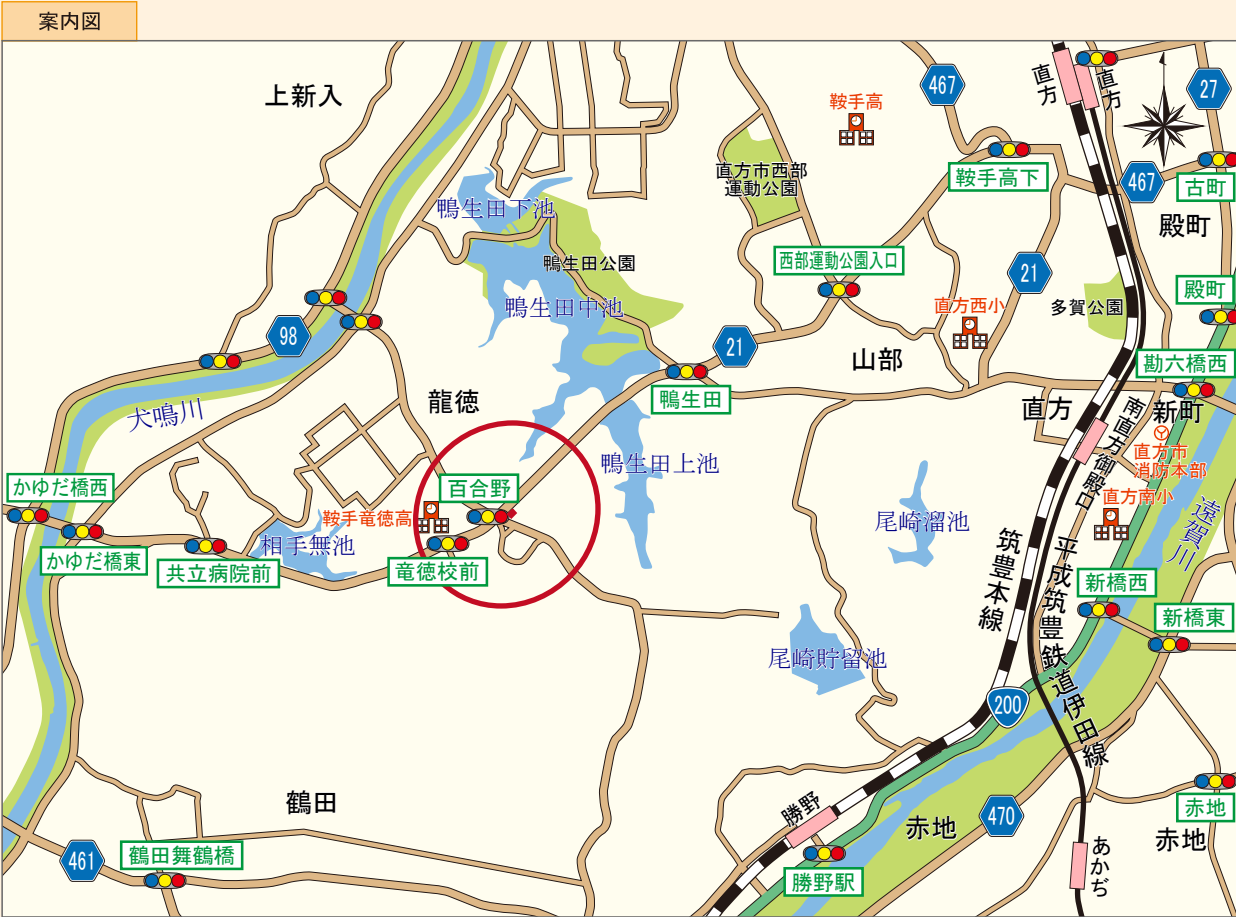 案内図
上新入
鞍手高
467
直方
直方
27
直方市西部
運動公園
鞍手高下
467
古町
殿町
鴨生田下池
鴨生田公園
西部運動公園入口
21
殿町
鴨生田中池
直方西小
多賀公園
98
21
山部
勘六橋西
鴨生田
龍徳
直方
南直方御殿口
新町
犬鳴川
直方市
消防本部
鴨生田上池
かゆだ橋西
百合野
直方南小
鞍手竜徳高
尾崎溜池
遠賀川
かゆだ橋東
共立病院前
相手無池
竜徳校前
筑豊本線
平成筑豊鉄道伊田線
新橋西
新橋東
尾崎貯留池
200
鶴田
勝野
赤地
470
赤地
赤地
461
鶴田舞鶴橋
勝野駅
あかぢ